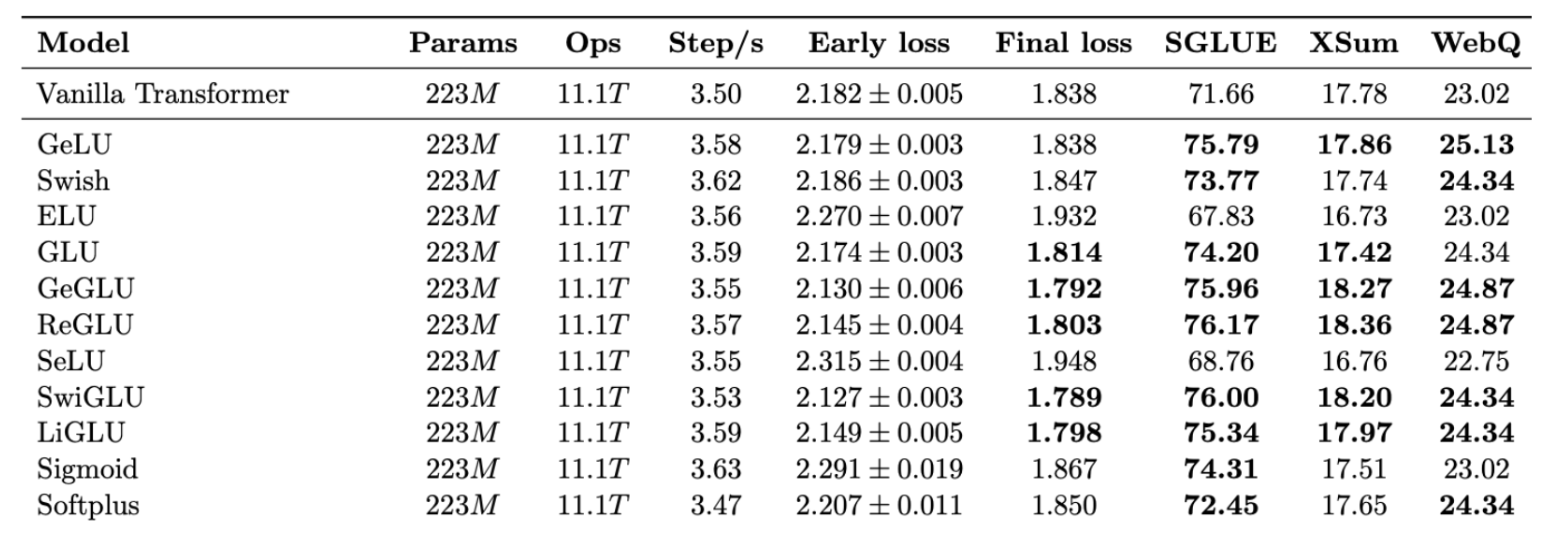 Model Params Ops Step/s Early loss Final loss SGLUE XSum WebQ
Vanilla Transformer 223M 11.1T 3.50 2.182 ± 0.005 1.838 71.66 17.78 23.02
GeLU 223M 11.1T 3.58 2.179 ± 0.003 1.838 75.79 17.86 25.13
Swish 223M 11.1T 3.62 2.186 ± 0.003 1.847 73.77 17.74 24.34
ELU 223M 11.1T 3.56 2.270 ± 0.007 1.932 67.83 16.73 23.02
GLU 223M 11.1T 3.59 2.174 ± 0.003 1.814 74.20 17.42 24.34
GeGLU 223M 11.1T 3.55 2.130 ± 0.006 1.792 75.96 18.27 24.87
ReGLU 223M 11.1T 3.57 2.145 ± 0.004 1.803 76.17 18.36 24.87
SeLU 223M 11.1T 3.55 2.315 ± 0.004 1.948 68.76 16.76 22.75
SwiGLU 223M 11.1T 3.53 2.127 ± 0.003 1.789 76.00 18.20 24.34
LiGLU 223M 11.1T 3.59 2.149 ± 0.005 1.798 75.34 17.97 24.34
Sigmoid 223M 11.1T 3.63 2.291 ± 0.019 1.867 74.31 17.51 23.02
Softplus 223M 11.1T 3.47 2.207 ± 0.011 1.850 72.45 17.65 24.34